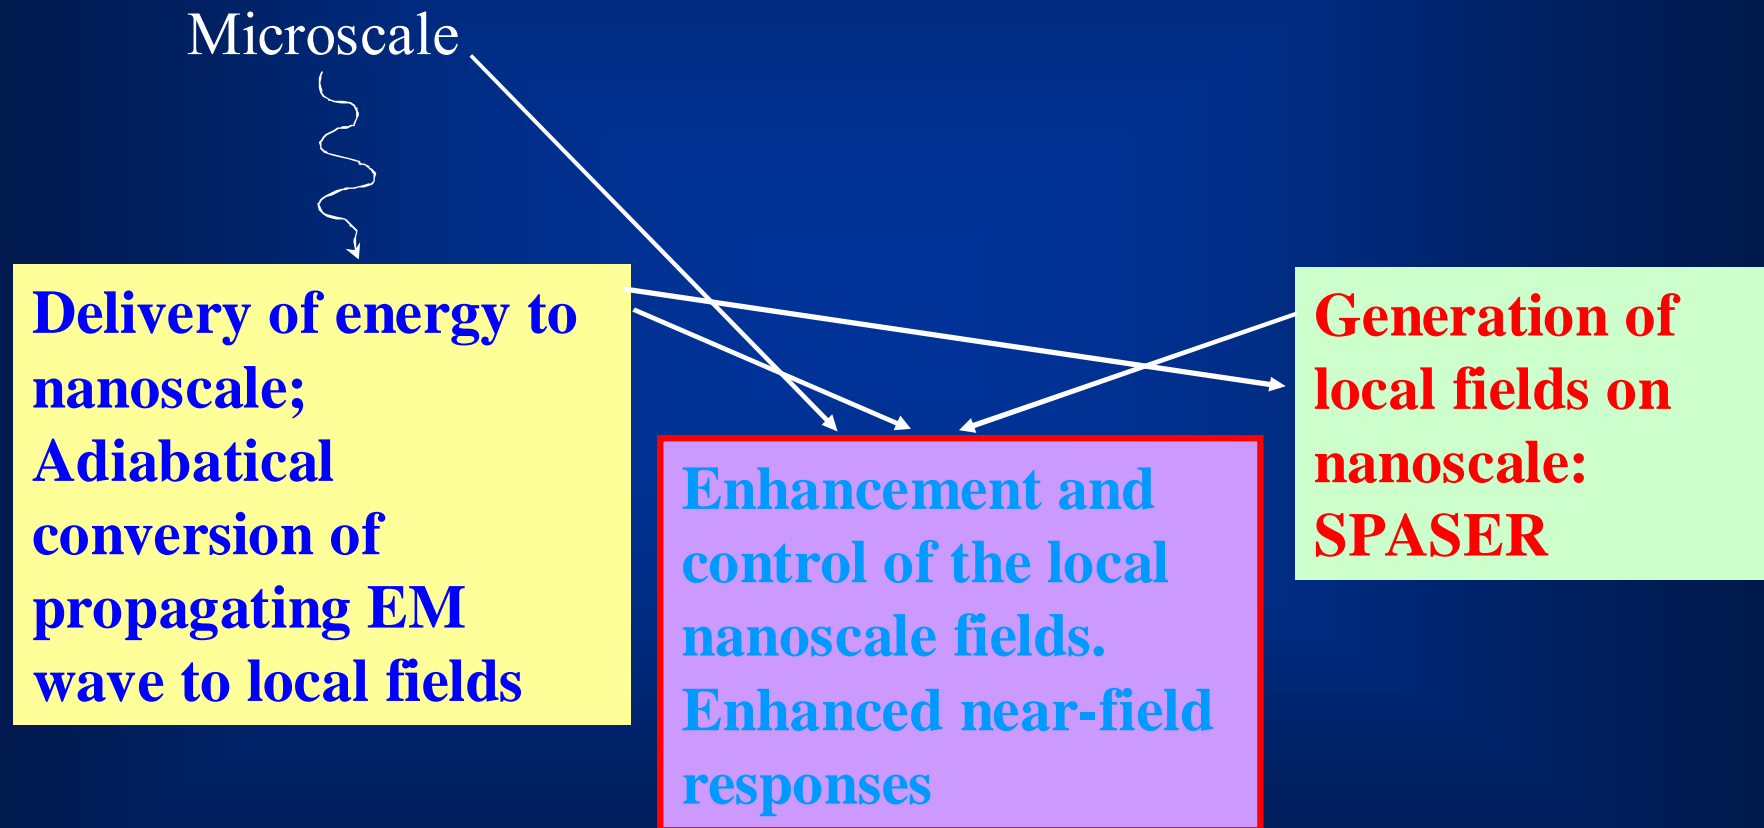 Microscale
Delivery of energy to
nanoscale;
Adiabatical
conversion of
propagating EM
wave to local fields
Enhancement and
control of the local
nanoscale fields.
Enhanced near-field
responses
Generation of
local fields on
nanoscale:
SPASER